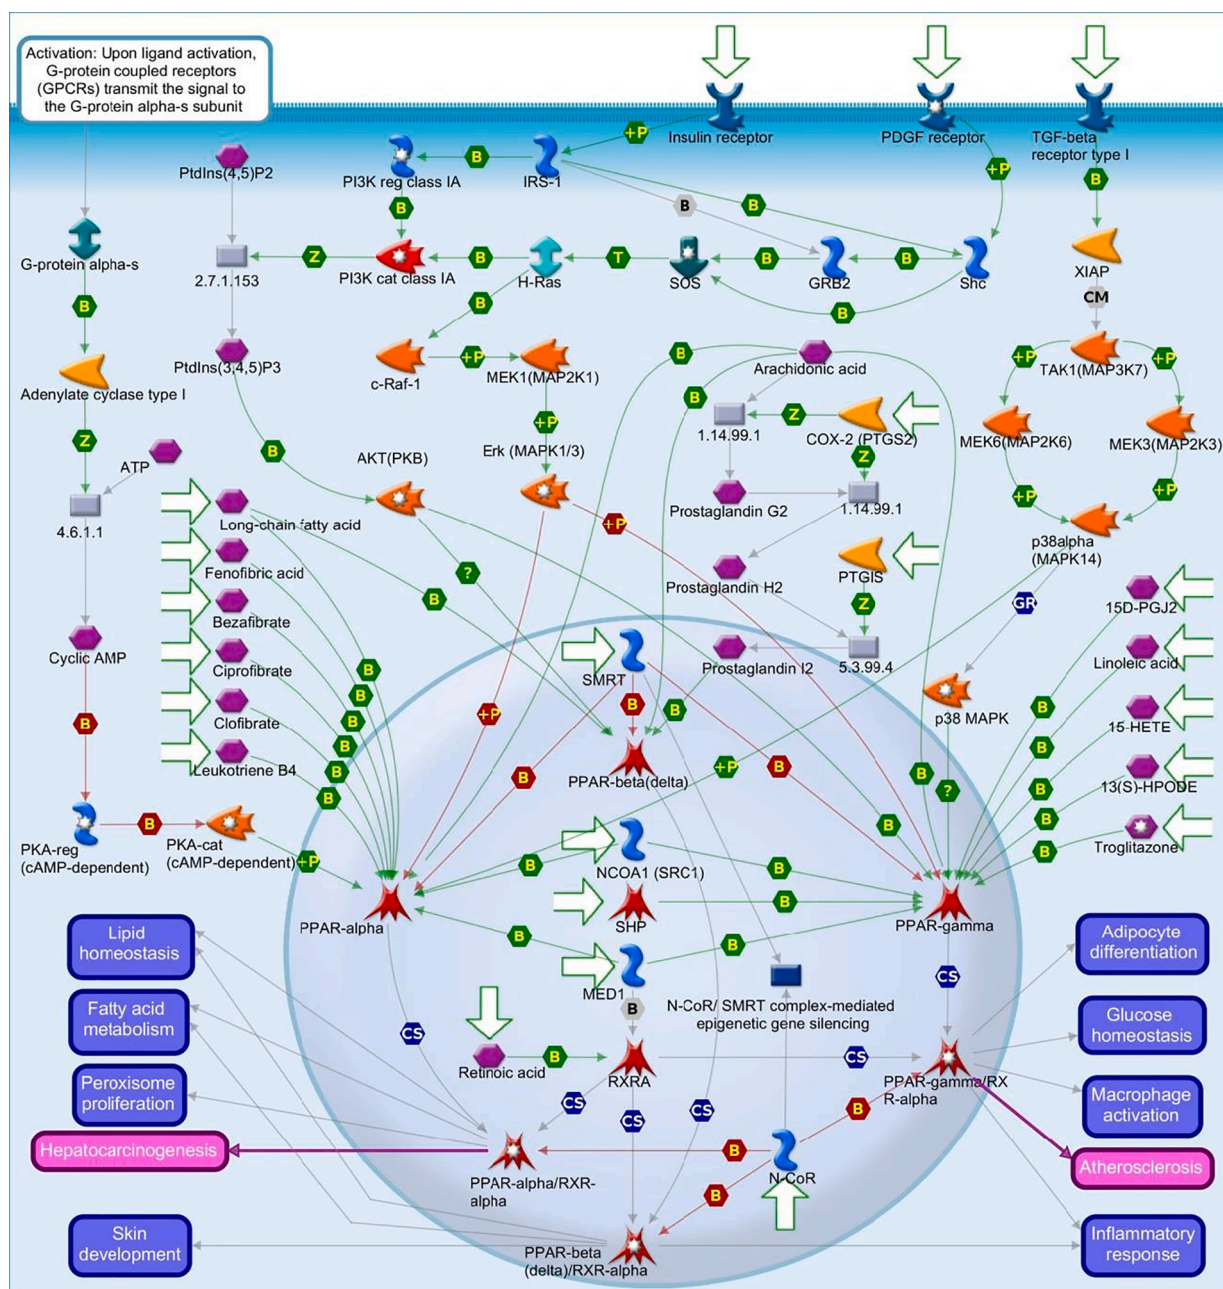 Activation: Upon ligand activation,
G-protein coupled receptors
(GPCRs) transmit the signal to
the G-protein alpha-s subunit
Insulin receptor
PDGF receptor
TGF-beta
receptor type I
+P
B
B
+P
B
PtdIns(4,5)P2
PI3K reg class IA
IRS-1
B
B
B
G-protein alpha-s
2.7.1.153
Z
PI3K cat class IA
B
H-Ras
T
SOS
B
GRB2
B
Shc
XIAP
CM
B
B
B
PtdIns(3,4,5)P3
c-Raf-1
+P
MEK1(MAP2K1)
B
Arachidonic acid
+P
TAK1(MAP3K7)
+P
Adenylate cyclase type I
B
1.14.99.1
Z
COX-2 (PTGS2)
MEK6(MAP2K6)
MEK3(MAP2K3)
Z
+P
B
AKT(PKB)
Erk (MAPK1/3)
Z
ATP
4.6.1.1
Long-chain fatty acid
+P
Prostaglandin G2
1.14.99.1
+P
+P
p38alpha
(MAPK14)
Fenofibric acid
?
Prostaglandin H2
PTGIS
Bezafibrate
B
Z
GR
15D-PGJ2
Cyclic AMP
Ciprofibrate
B
SMRT
Prostaglandin I2
5.3.99.4
Linoleic acid
B
Clofibrate
B
B
+P
B
B
p38 MAPK
B
15-HETE
B
B
Leukotriene B4
B
B
PPAR-beta(delta)
+P
B
B
?
B
13(S)-HPODE
B
PKA-reg
(cAMP-dependent)
B
PKA-cat
(cAMP-dependent)
+P
B
B
B
Troglitazone
B
NCOA1 (SRC1)
B
PPAR-alpha
SHP
B
PPAR-gamma
Lipid
homeostasis
B
MED1
B
CS
Adipocyte
differentiation
Fatty acid
metabolism
CS
B
N-CoR/ SMRT complex-mediated
epigenetic gene silencing
Glucose
homeostasis
Retinoic acid
B
RXRA
CS
PPAR-gamma/RX
R-alpha
Peroxisome
proliferation
CS
CS
CS
B
Macrophage
activation
Hepatocarcinogenesis
PPAR-alpha/RXR-
alpha
B
N-CoR
Atherosclerosis
B
Skin
development
PPAR-beta
(delta)/RXR-alpha
Inflammatory
response